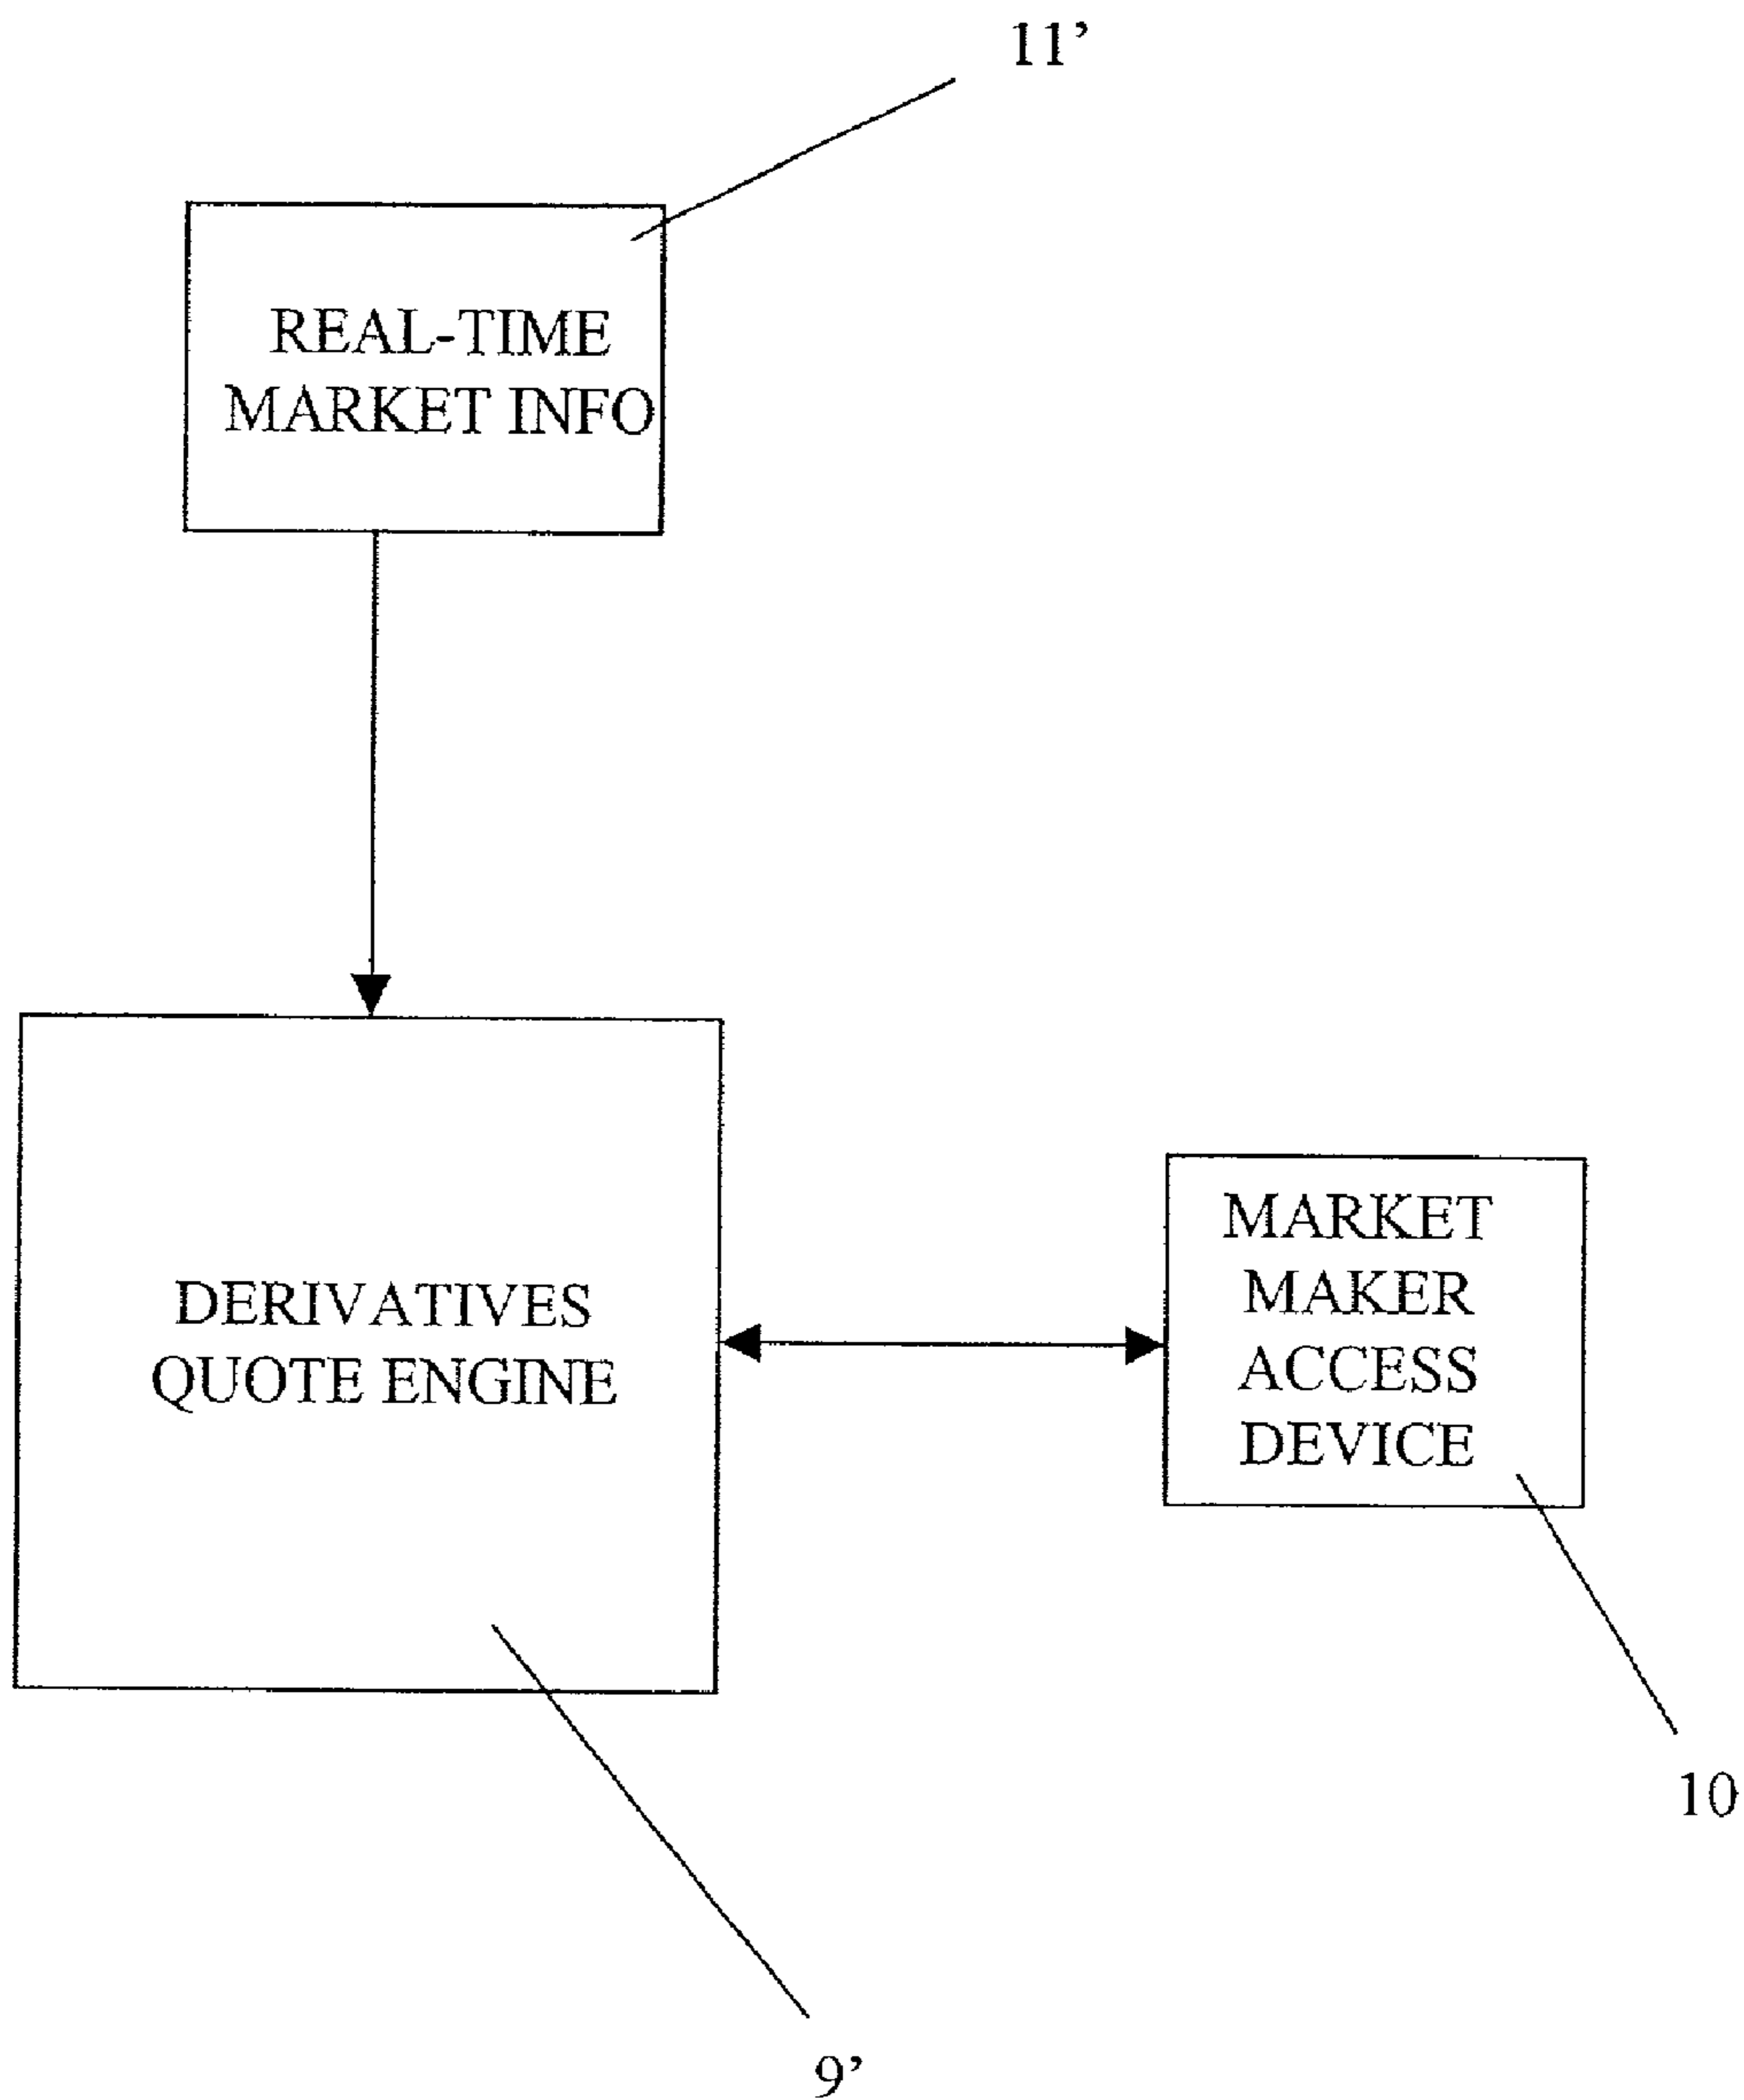 11’
REAL-TIME
MARKET INFO
DERIVATIVES
QUOTE ENGINE
MARKET
MAKER
ACCESS
DEVICE
10
9’